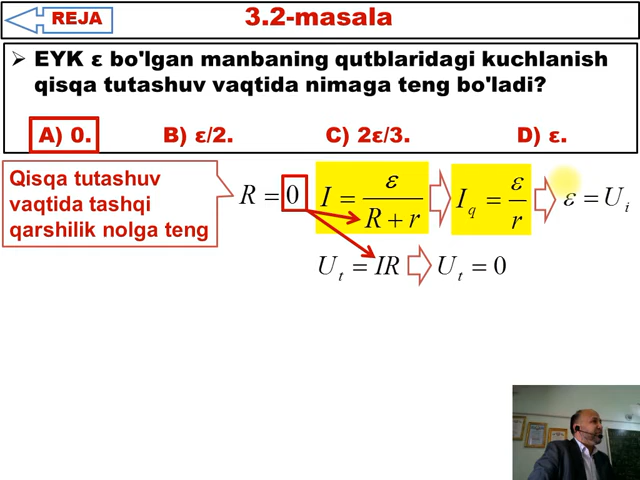 REJA
3.2-masala
➢ EYK ε bo'lgan manbaning qutblaridagi kuchlanish
qisqa tutashuv vaqtida nimaga teng bo'ladi?
A) 0. B) ε/2. C) 2ε/3. D) ε.
Qisqa tutashuv
vaqtida tashqi
qarshilik nolga teng
R = 0 I = ε / (R + r) ⇨ I_q = ε / r ⇨ ε = U_i
U_t = IR ⇨ U_t = 0